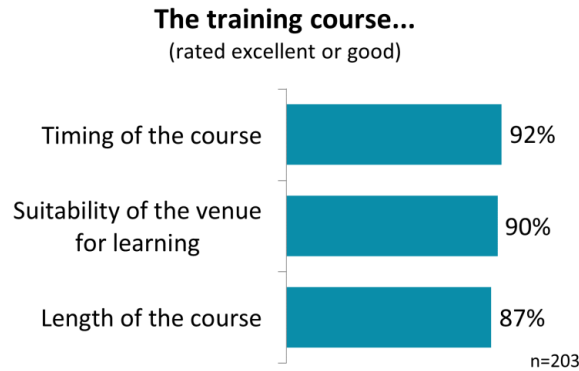 The training course...
(rated excellent or good)
Timing of the course
92%
Suitability of the venue
for learning
90%
Length of the course
87%
n=203